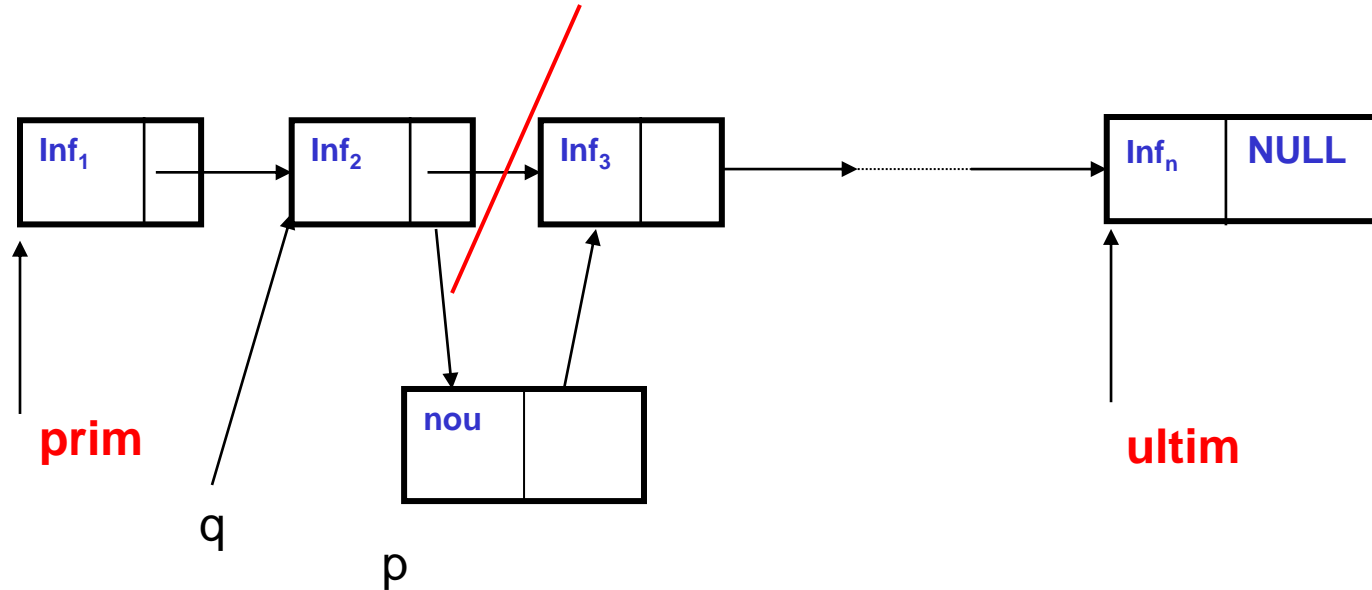 Inf₁
Inf₂
Inf₃
Infₙ
NULL
nou
prim
ultim
q
p